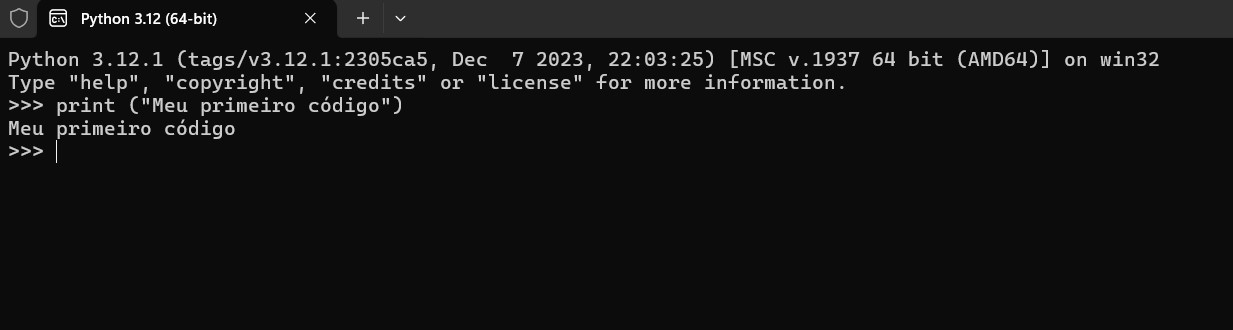 Python 3.12 (64-bit)
Python 3.12.1 (tags/v3.12.1:2305ca5, Dec  7 2023, 22:03:25) [MSC v.1937 64 bit (AMD64)] on win32
Type "help", "copyright", "credits" or "license" for more information.
>>> print ("Meu primeiro código")
Meu primeiro código
>>>